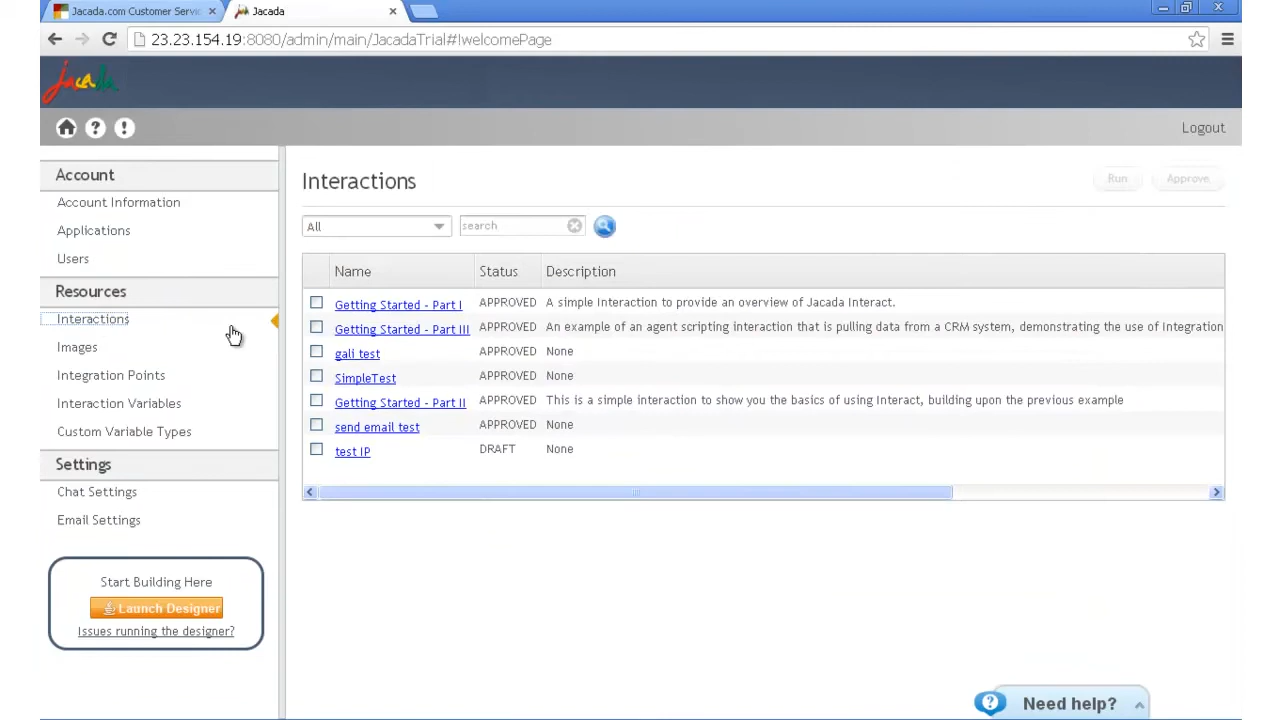 Jacada.com Customer Servic
Jacada
23.23.154.19:8080/admin/main/JacadaTrial#!welcomePage
Jacada
Logout
Account
Account Information
Applications
Users
Resources
Interactions
Images
Integration Points
Interaction Variables
Custom Variable Types
Settings
Chat Settings
Email Settings
Start Building Here
Launch Designer
Issues running the designer?
Interactions
Run
Approve
All
search
Name Status Description
Getting Started - Part I APPROVED A simple Interaction to provide an overview of Jacada Interact.
Getting Started - Part III APPROVED An example of an agent scripting interaction that is pulling data from a CRM system, demonstrating the use of Integration
gali test APPROVED None
SimpleTest APPROVED None
Getting Started - Part II APPROVED This is a simple interaction to show you the basics of using Interact, building upon the previous example
send email test APPROVED None
test IP DRAFT None
Need help?